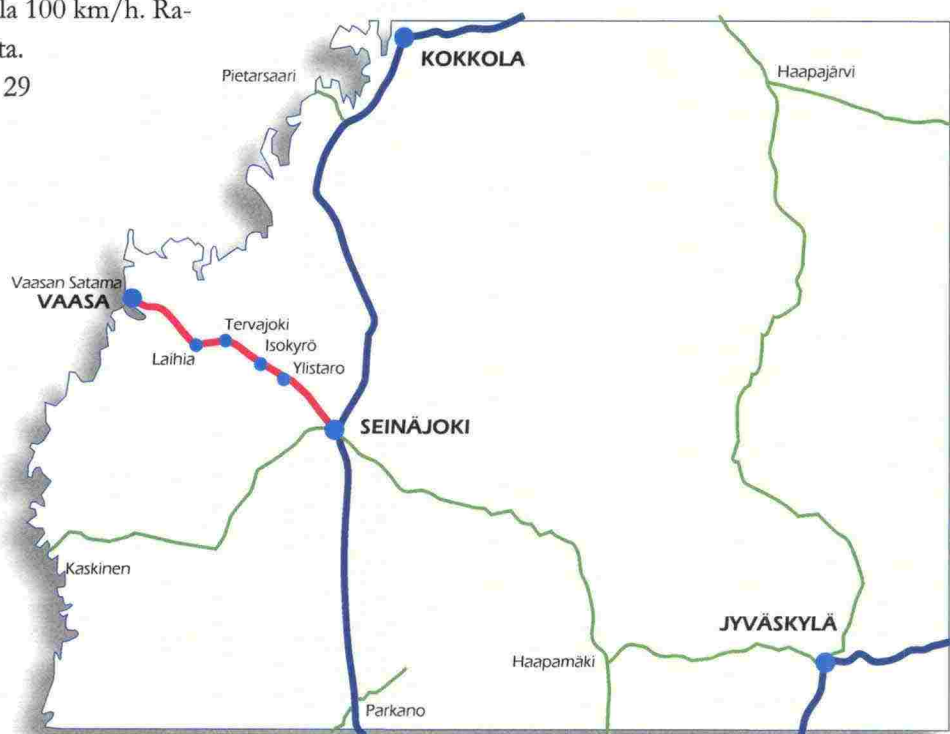 la 100 km/h. Ra-
ta.
29
KOKKOLA
Pietarsaari
Haapajärvi
Vaasan Satama
VAASA
Tervajoki
Isokyrö
Laihia
Ylistaro
SEINÄJOKI
Kaskinen
JYVÄSKYLÄ
Haapamäki
Parkano